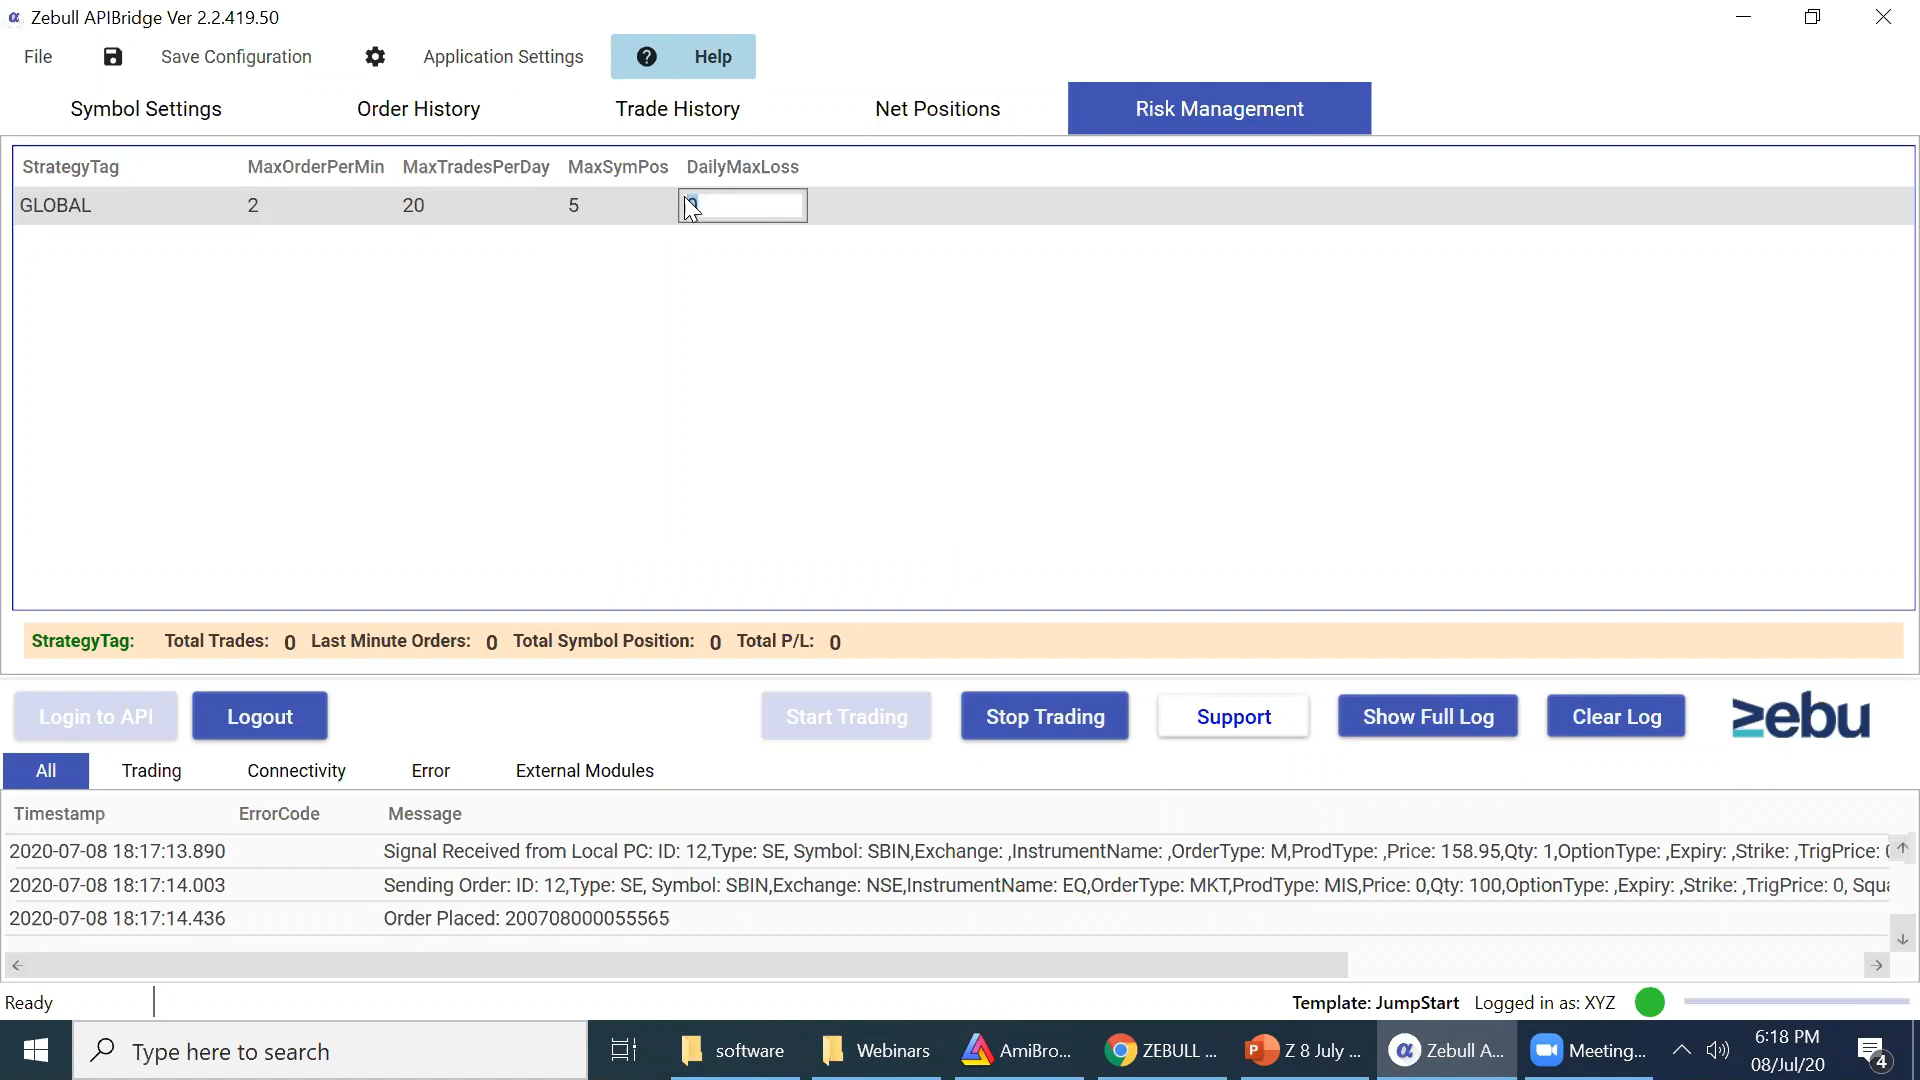 α Zebull APIBridge Ver 2.2.419.50
File Save Configuration Application Settings ? Help
Symbol Settings Order History Trade History Net Positions Risk Management
StrategyTag MaxOrderPerMin MaxTradesPerDay MaxSymPos DailyMaxLoss
GLOBAL 2 20 5
StrategyTag: Total Trades: 0 Last Minute Orders: 0 Total Symbol Position: 0 Total P/L: 0
Login to API Logout Start Trading Stop Trading Support Show Full Log Clear Log zebu
All Trading Connectivity Error External Modules
Timestamp ErrorCode Message
2020-07-08 18:17:13.890 Signal Received from Local PC: ID: 12,Type: SE, Symbol: SBIN,Exchange: ,InstrumentName: ,OrderType: M,ProdType: ,Price: 158.95,Qty: 1,OptionType: ,Expiry: ,Strike: ,TrigPrice:
2020-07-08 18:17:14.003 Sending Order: ID: 12,Type: SE, Symbol: SBIN,Exchange: NSE,InstrumentName: EQ,OrderType: MKT,ProdType: MIS,Price: 0,Qty: 100,OptionType: ,Expiry: ,Strike: ,TrigPrice: 0, Squa
2020-07-08 18:17:14.436 Order Placed: 200708000055565
Ready Template: JumpStart Logged in as: XYZ
Type here to search software Webinars AmiBro... ZEBULL ... P Z 8 July ... α Zebull A... Meeting... 6:18 PM
08/Jul/20 4